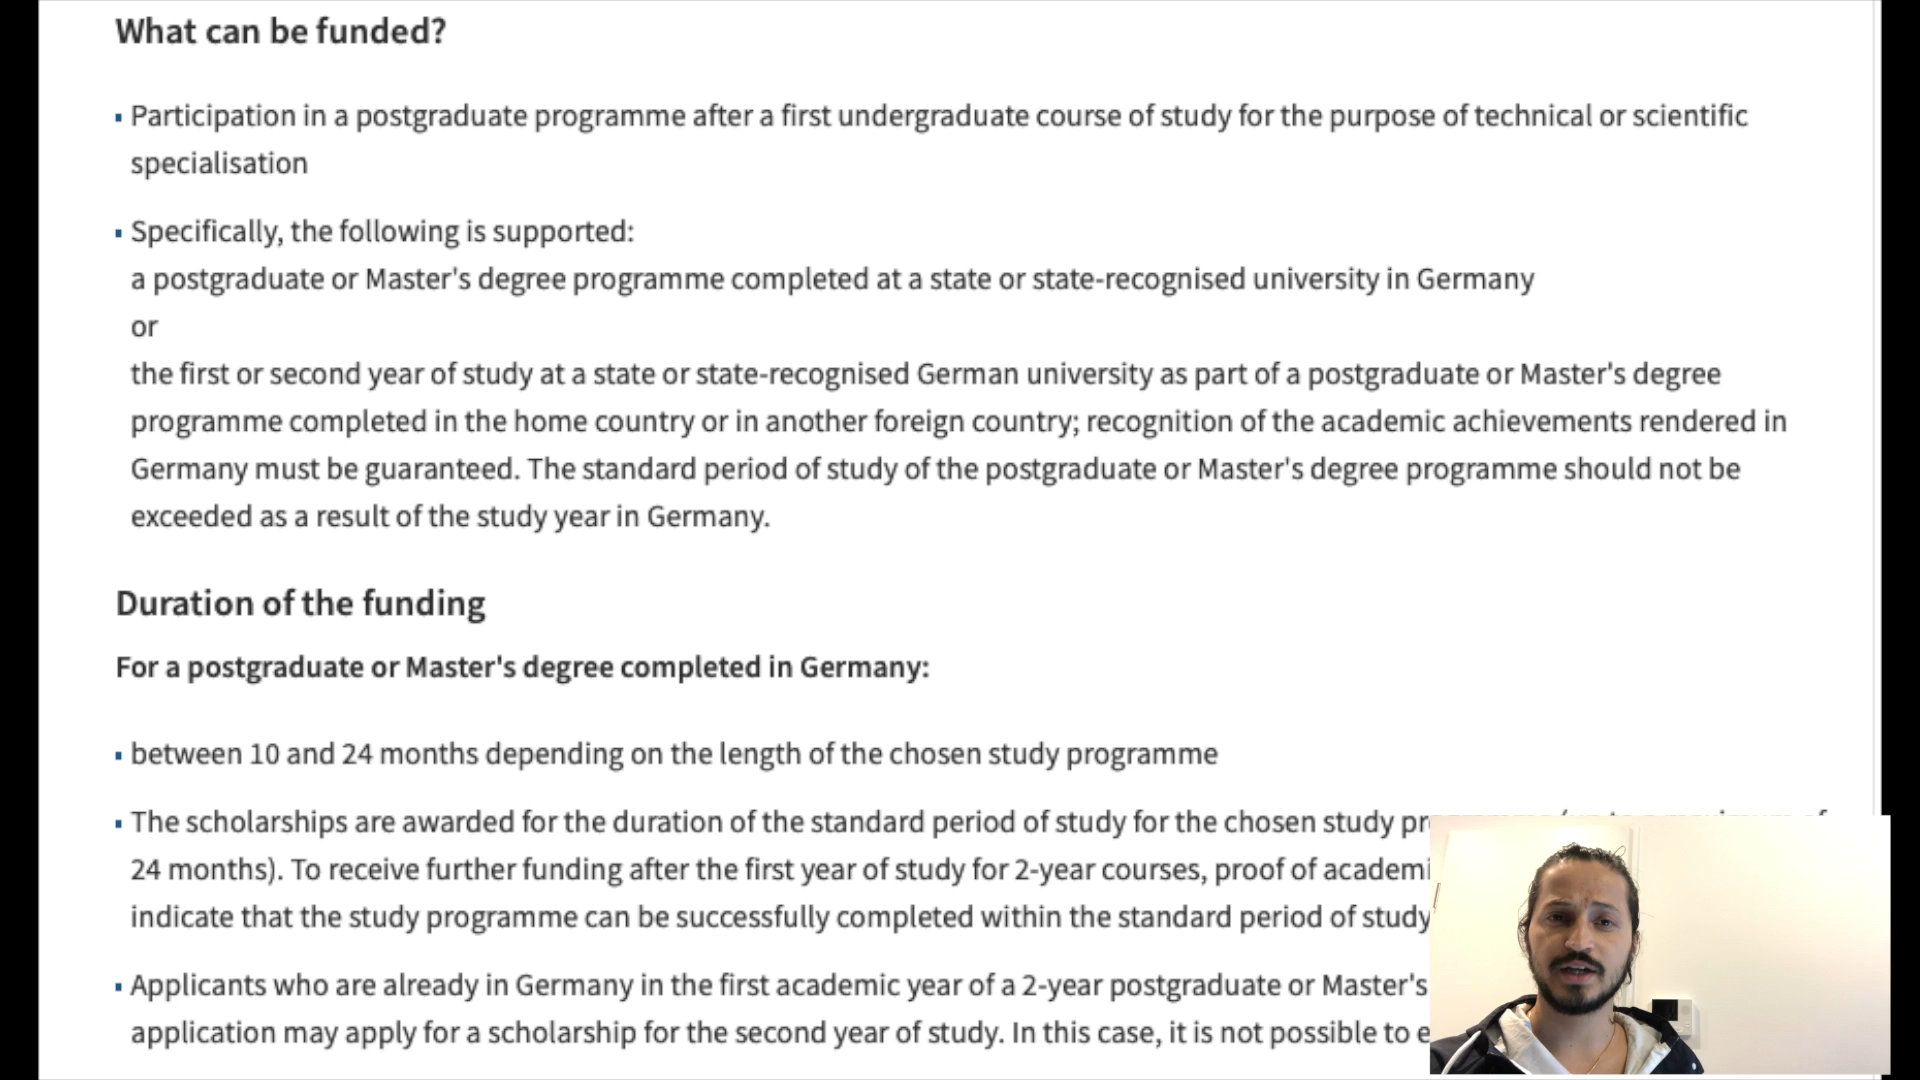 What can be funded?
Participation in a postgraduate programme after a first undergraduate course of study for the purpose of technical or scientific
specialisation
Specifically, the following is supported:
a postgraduate or Master's degree programme completed at a state or state-recognised university in Germany
or
the first or second year of study at a state or state-recognised German university as part of a postgraduate or Master's degree
programme completed in the home country or in another foreign country; recognition of the academic achievements rendered in
Germany must be guaranteed. The standard period of study of the postgraduate or Master's degree programme should not be
exceeded as a result of the study year in Germany.
Duration of the funding
For a postgraduate or Master's degree completed in Germany:
between 10 and 24 months depending on the length of the chosen study programme
The scholarships are awarded for the duration of the standard period of study for the chosen study
24 months). To receive further funding after the first year of study for 2-year courses, proof of
indicate that the study programme can be successfully completed within the standard period of study
Applicants who are already in Germany in the first academic year of a 2-year postgraduate or Master's
application may apply for a scholarship for the second year of study. In this case, it is not possible to